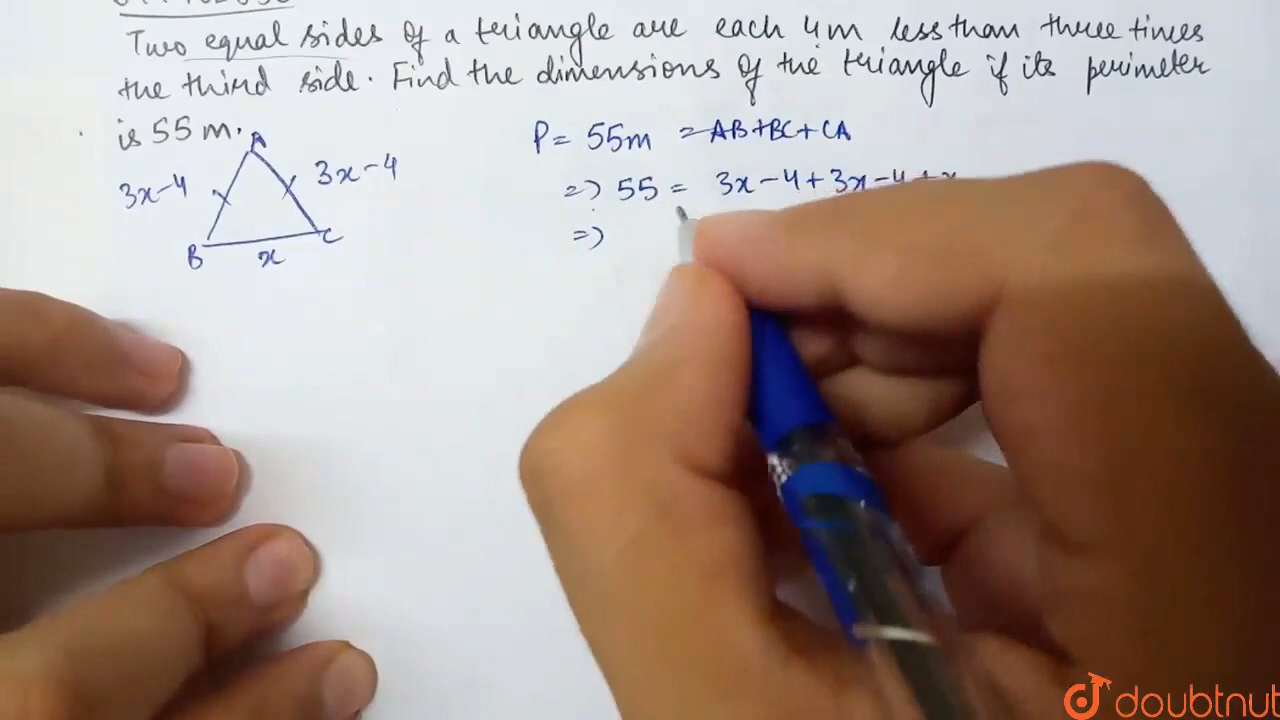 Two equal sides of a triangle are each 4m less than three times
the third side. Find the dimensions of the triangle if its perimeter
is 55 m.
A
3x-4
3x-4
B
C
x
P = 55m = AB+BC+CA
=) 55 = 3x-4+3x-4+x
=)
doubtnut